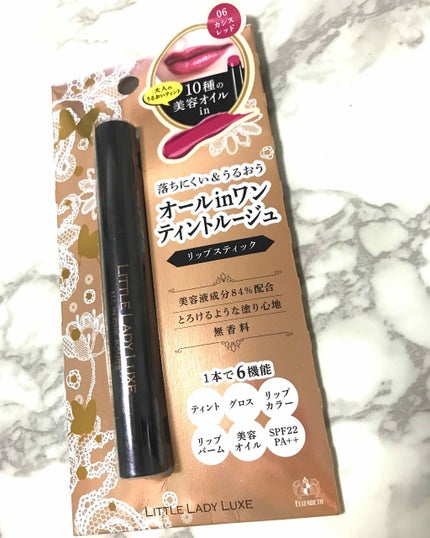 06
カシス
レッド
大人の
うるおいティント
10種の
美容オイル
in
落ちにくい&うるおう
オールinワン
ティントルージュ
リップスティック
美容液成分84%配合
とろけるような塗り心地
無香料
1本で6機能
ティント
グロス
リップ
カラー
リップ
バーム
美容
オイル
SPF22
PA++
LITTLE LADY LUXE
LITTLE LADY LUXE
ELIZABETH